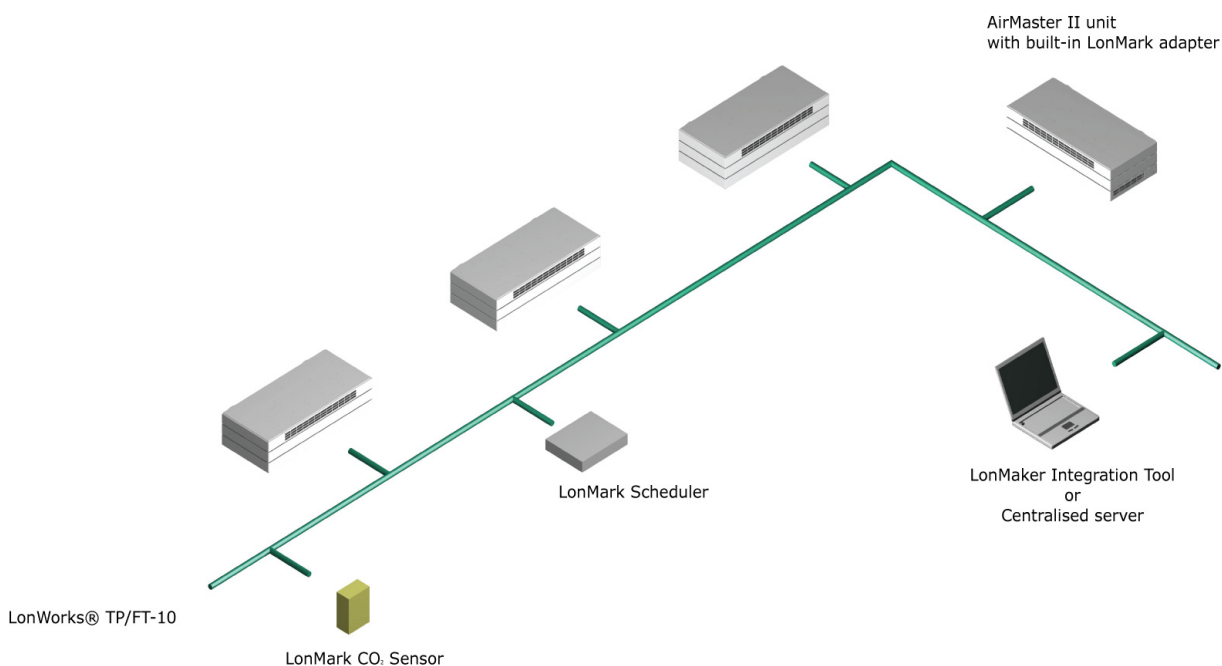 AirMaster II unit
with built-in LonMark adapter
LonMark Scheduler
LonMaker Integration Tool
or
Centralised server
LonWorks® TP/FT-10
LonMark CO₂ Sensor